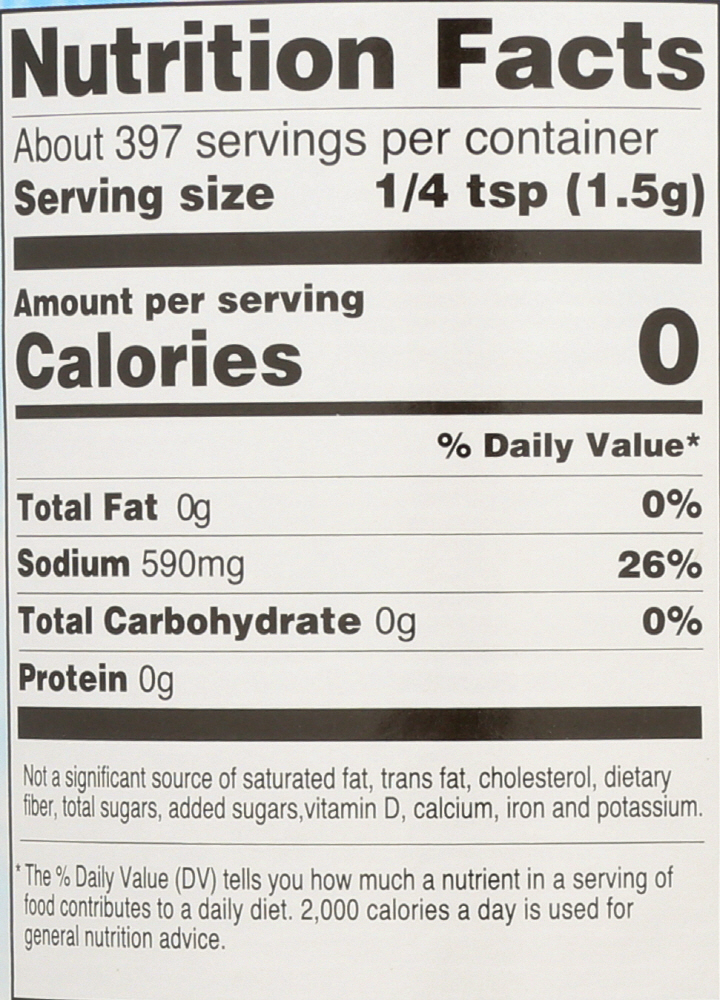 Nutrition Facts
About 397 servings per container
Serving size 1/4 tsp (1.5g)
Amount per serving
Calories 0
% Daily Value*
Total Fat 0g 0%
Sodium 590mg 26%
Total Carbohydrate 0g 0%
Protein 0g
Not a significant source of saturated fat, trans fat, cholesterol, dietary
fiber, total sugars, added sugars,vitamin D, calcium, iron and potassium.
* The % Daily Value (DV) tells you how much a nutrient in a serving of
food contributes to a daily diet. 2,000 calories a day is used for
general nutrition advice.